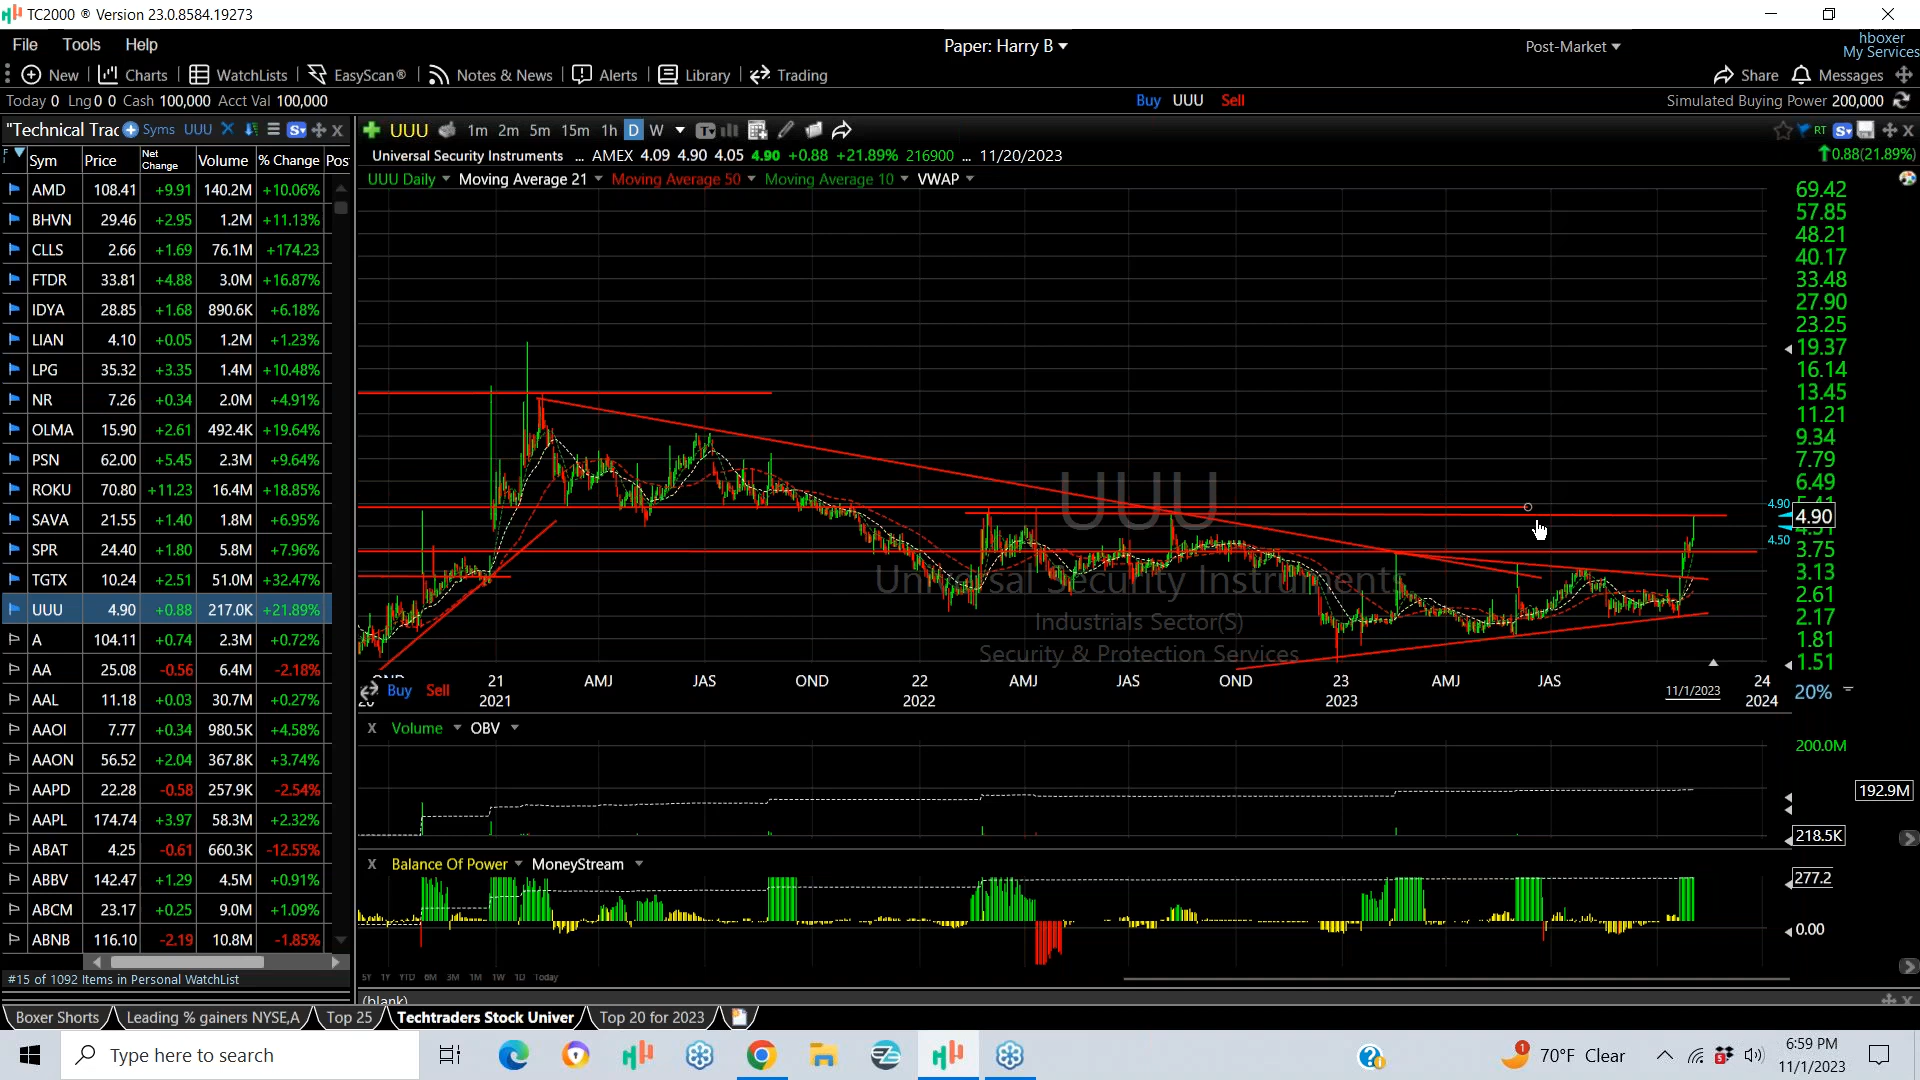 TC2000 ® Version 23.0.8584.19273
File Tools Help Paper: Harry B Post-Market hboxer
My Services
New Charts WatchLists EasyScan® Notes & News Alerts Library Trading Share Messages
Today 0 Lng 0 0 Cash 100,000 Acct Val 100,000 Buy UUU Sell Simulated Buying Power 200,000
"Technical Trac Syms UUU
Sym Price Net Change Volume % Change Pos
AMD 108.41 +9.91 140.2M +10.06%
BHVN 29.46 +2.95 1.2M +11.13%
CLLS 2.66 +1.69 76.1M +174.23
FTDR 33.81 +4.88 3.0M +16.87%
IDYA 28.85 +1.68 890.6K +6.18%
LIAN 4.10 +0.05 1.2M +1.23%
LPG 35.32 +3.35 1.4M +10.48%
NR 7.26 +0.34 2.0M +4.91%
OLMA 15.90 +2.61 492.4K +19.64%
PSN 62.00 +5.45 2.3M +9.64%
ROKU 70.80 +11.23 16.4M +18.85%
SAVA 21.55 +1.40 1.8M +6.95%
SPR 24.40 +1.80 5.8M +7.96%
TGTX 10.24 +2.51 51.0M +32.47%
UUU 4.90 +0.88 217.0K +21.89%
A 104.11 +0.74 2.3M +0.72%
AA 25.08 -0.56 6.4M -2.18%
AAL 11.18 +0.03 30.7M +0.27%
AAOI 7.77 +0.34 980.5K +4.58%
AAON 56.52 +2.04 367.8K +3.74%
AAPD 22.28 -0.58 257.9K -2.54%
AAPL 174.74 +3.97 58.3M +2.32%
ABAT 4.25 -0.61 660.3K -12.55%
ABBV 142.47 +1.29 4.5M +0.91%
ABCM 23.17 +0.25 9.0M +1.09%
ABNB 116.10 -2.19 10.8M -1.85%
#15 of 1092 Items in Personal WatchList
UUU 1m 2m 5m 15m 1h D W RT
Universal Security Instruments ... AMEX 4.09 4.90 4.05 4.90 +0.88 +21.89% 216900 ... 11/20/2023 0.88(21.89%)
UUU Daily Moving Average 21 Moving Average 50 Moving Average 10 VWAP
69.42
57.85
48.21
40.17
33.48
27.90
23.25
19.37
16.14
13.45
11.21
9.34
7.79
6.49
4.90 4.90
4.50
3.75
3.13
2.61
2.17
1.81
1.51
20%
UUU
Universal Security Instruments
Industrials Sector(S)
Security & Protection Services
21 AMJ JAS OND 22 AMJ JAS OND 23 AMJ JAS 11/1/2023 24
2021 2022 2023 2024
Buy Sell
X Volume OBV
200.0M
192.9M
218.5K
X Balance Of Power MoneyStream
277.2
0.00
5Y 1Y YTD 6M 3M 1M 1W 1D Today
(blank)
Boxer Shorts Leading % gainers NYSE,A Top 25 Techtraders Stock Univer Top 20 for 2023
Type here to search
1 70°F Clear
6:59 PM
11/1/2023